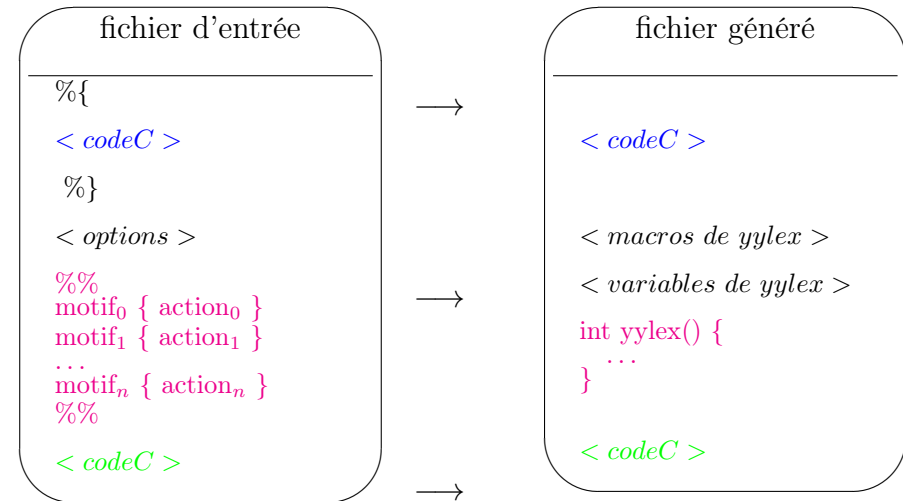 fichier d'entrée
%{
< codeC >
%}
< options >
%%
motif₀ { action₀ }
motif₁ { action₁ }
...
motifₙ { actionₙ }
%%
< codeC >
⟶
⟶
⟶
fichier généré
< codeC >
< macros de yylex >
< variables de yylex >
int yylex() {
...
}
< codeC >